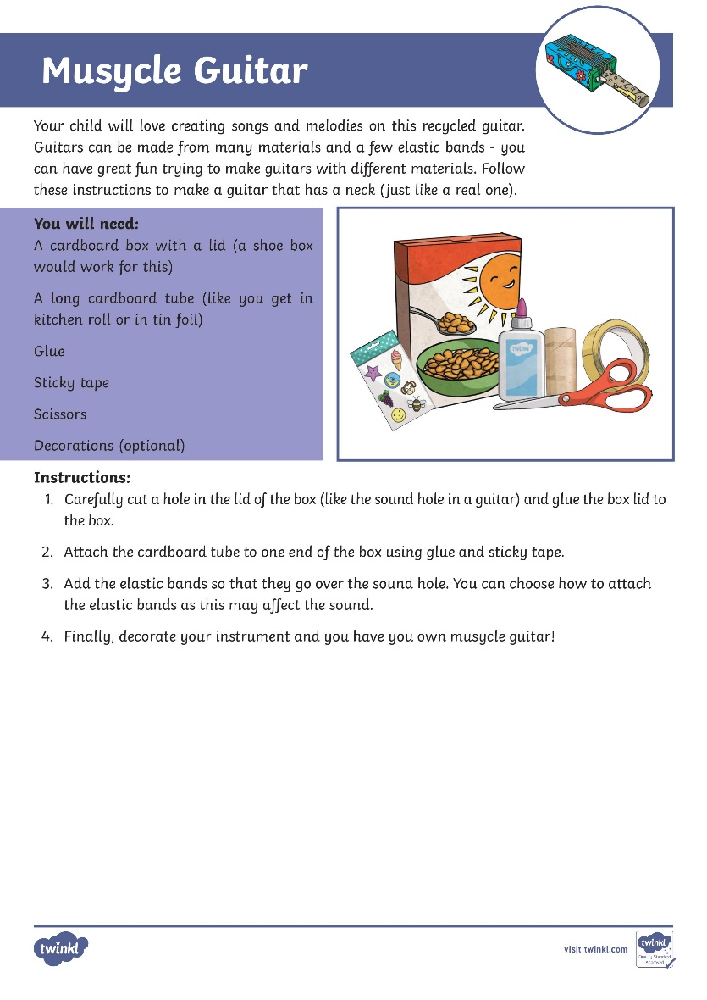 Musycle Guitar
Your child will love creating songs and melodies on this recycled guitar.
Guitars can be made from many materials and a few elastic bands - you
can have great fun trying to make guitars with different materials. Follow
these instructions to make a guitar that has a neck (just like a real one).
You will need:
A cardboard box with a lid (a shoe box
would work for this)
A long cardboard tube (like you get in
kitchen roll or in tin foil)
Glue
Sticky tape
Scissors
Decorations (optional)
twinkl
Instructions:
1. Carefully cut a hole in the lid of the box (like the sound hole in a guitar) and glue the box lid to
the box.
2. Attach the cardboard tube to one end of the box using glue and sticky tape.
3. Add the elastic bands so that they go over the sound hole. You can choose how to attach
the elastic bands as this may affect the sound.
4. Finally, decorate your instrument and you have you own musycle guitar!
twinkl
visit twinkl.com
twinkl
Quality Standard
Approved